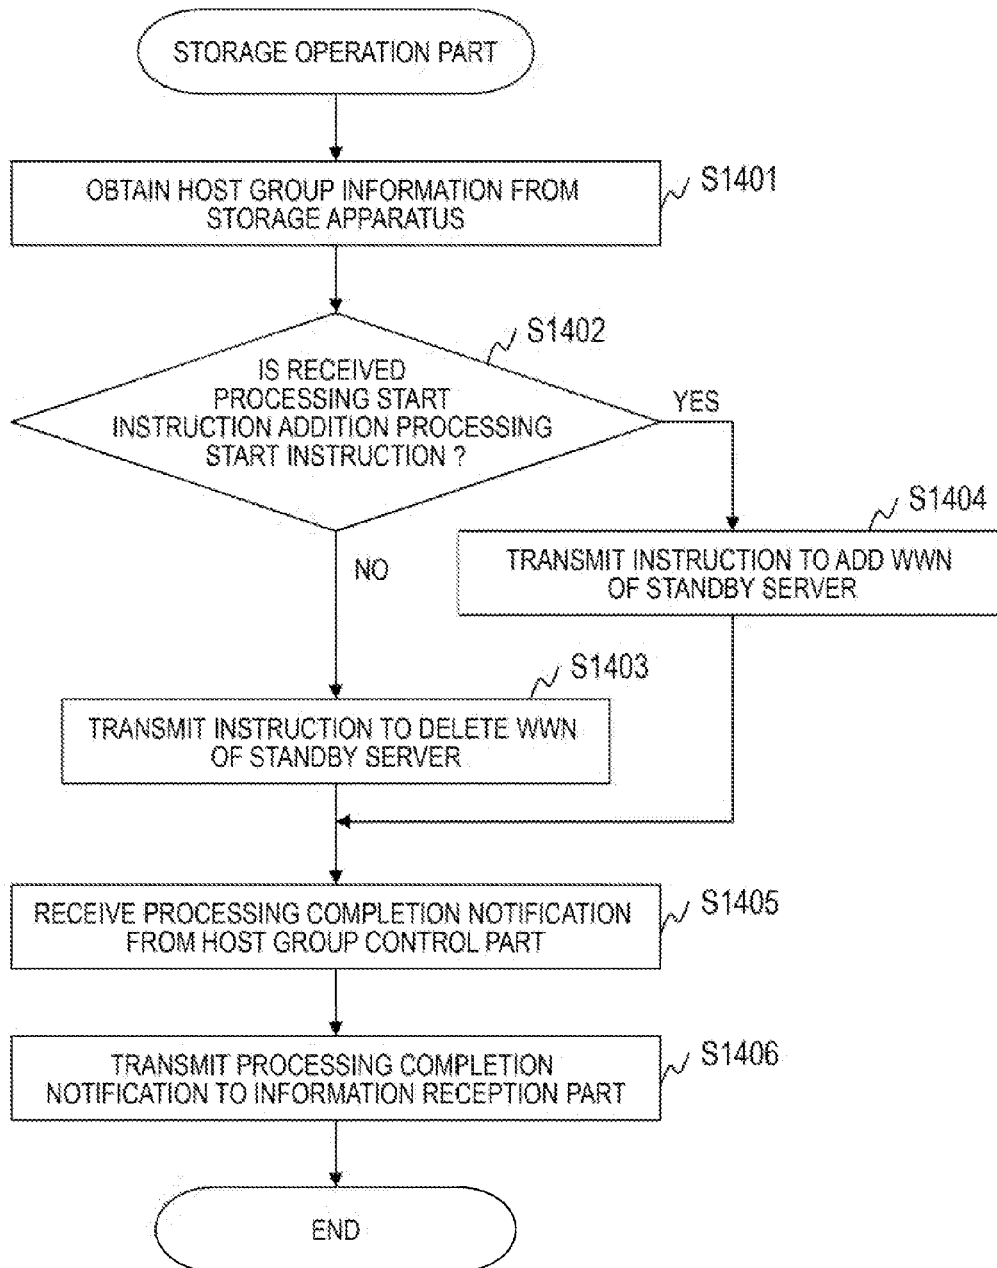 STORAGE OPERATION PART
OBTAIN HOST GROUP INFORMATION FROM
STORAGE APPARATUS
S1401
S1402
IS RECEIVED
PROCESSING START
INSTRUCTION ADDITION PROCESSING
START INSTRUCTION ?
YES
NO
S1404
TRANSMIT INSTRUCTION TO ADD WWN
OF STANDBY SERVER
S1403
TRANSMIT INSTRUCTION TO DELETE WWN
OF STANDBY SERVER
RECEIVE PROCESSING COMPLETION NOTIFICATION
FROM HOST GROUP CONTROL PART
S1405
TRANSMIT PROCESSING COMPLETION
NOTIFICATION TO INFORMATION RECEPTION PART
S1406
END